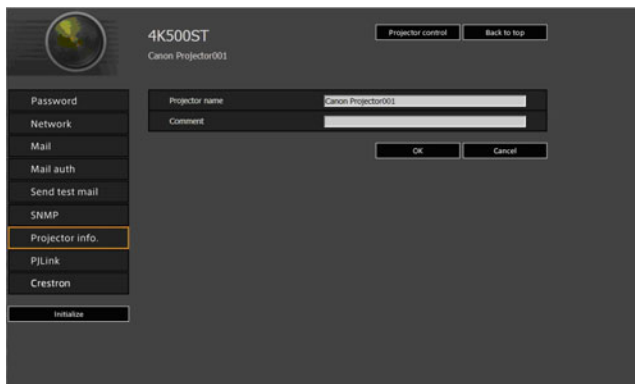 4K500ST
Projector control
Back to top
Canon Projector001
Password
Network
Mail
Mail auth
Send test mail
SNMP
Projector info.
PJLink
Crestron
Initialize
Projector name
Canon Projector001
Comment
OK
Cancel